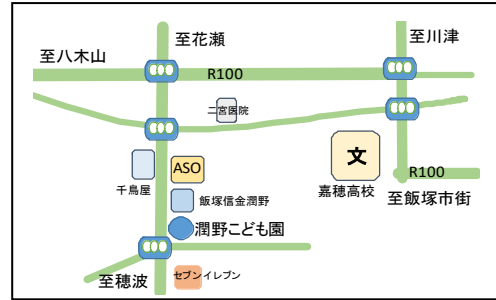 至花瀬
至川津
至八木山
R100
二宮医院
文
ASO
千鳥屋
R100
嘉穂高校
飯塚信金潤野
至飯塚市街
潤野こども園
至穂波
セブンイレブン